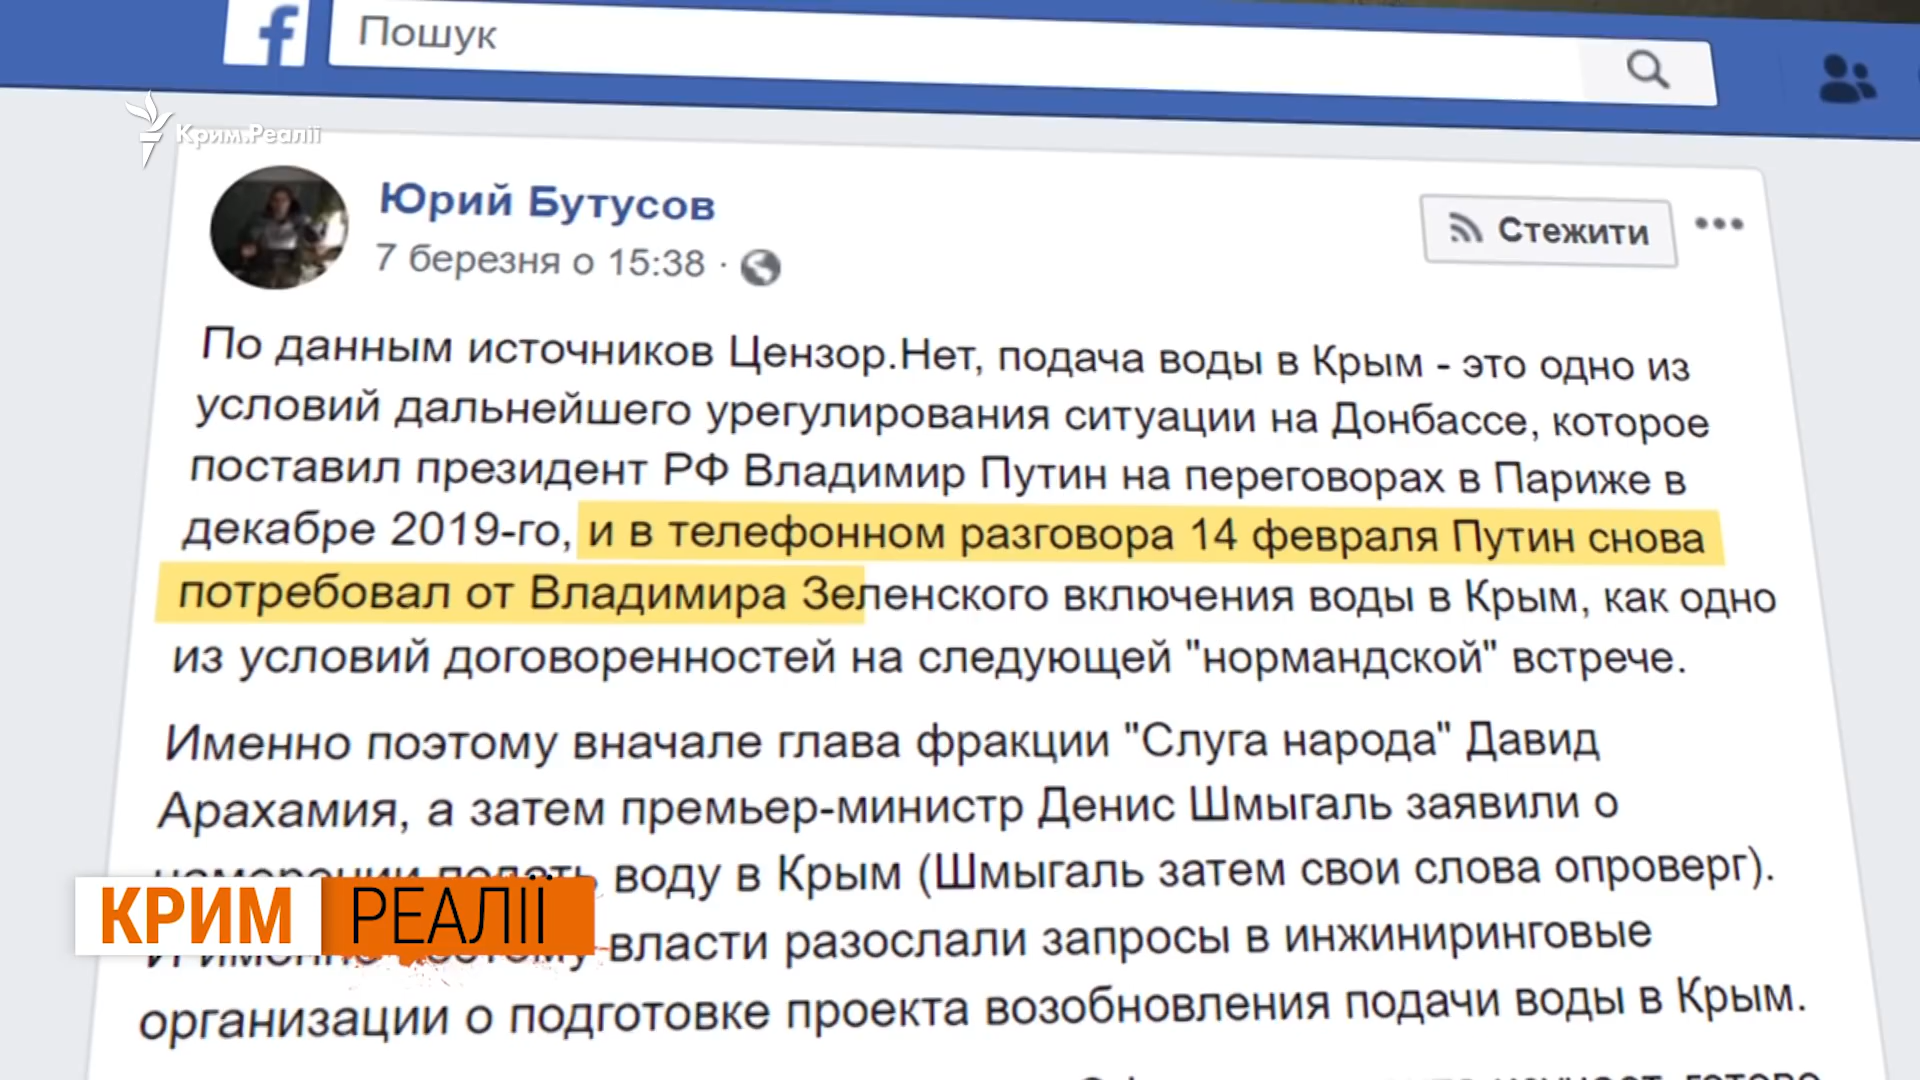 Пошук
Крим.Реалії
Юрий Бутусов
7 березня о 15:38 ·
Стежити
По данным источников Цензор.Нет, подача воды в Крым - это одно из
условий дальнейшего урегулирования ситуации на Донбассе, которое
поставил президент РФ Владимир Путин на переговорах в Париже в
декабре 2019-го, и в телефонном разговора 14 февраля Путин снова
потребовал от Владимира Зеленского включения воды в Крым, как одно
из условий договоренностей на следующей "нормандской" встрече.
Именно поэтому вначале глава фракции "Слуга народа" Давид
Арахамия, а затем премьер-министр Денис Шмыгаль заявили о
намерении подать воду в Крым (Шмыгаль затем свои слова опроверг).
И именно поэтому власти разослали запросы в инжиниринговые
организации о подготовке проекта возобновления подачи воды в Крым.
КРИМ РЕАЛІЇ